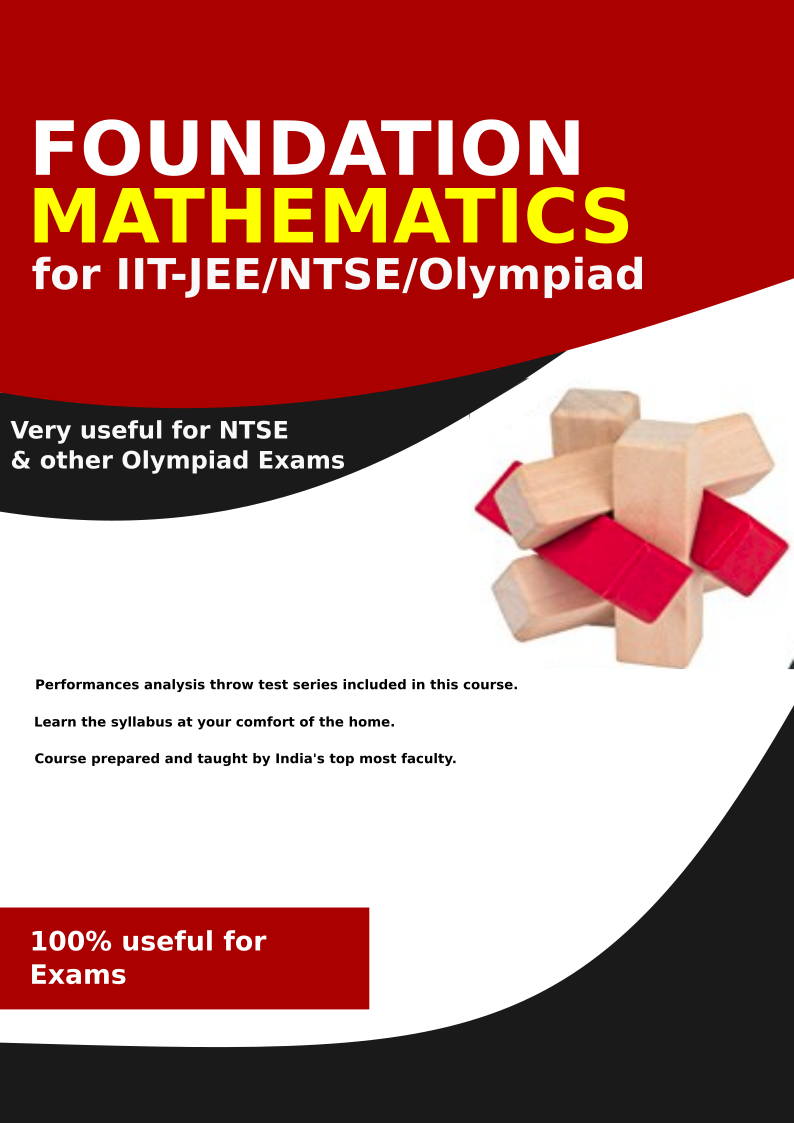 FOUNDATION
MATHEMATICS
for IIT-JEE/NTSE/Olympiad
Very useful for NTSE
& other Olympiad Exams
Performances analysis throw test series included in this course.
Learn the syllabus at your comfort of the home.
Course prepared and taught by India's top most faculty.
100% useful for
Exams